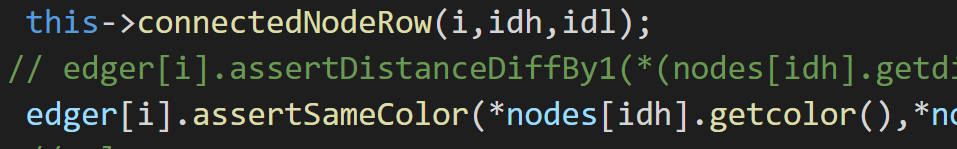 this->connectedNodeRow(i,idh,idl);
// edger[i].assertDistanceDiffBy1(*(nodes[idh].getdi
edger[i].assertSameColor(*nodes[idh].getcolor(),*no